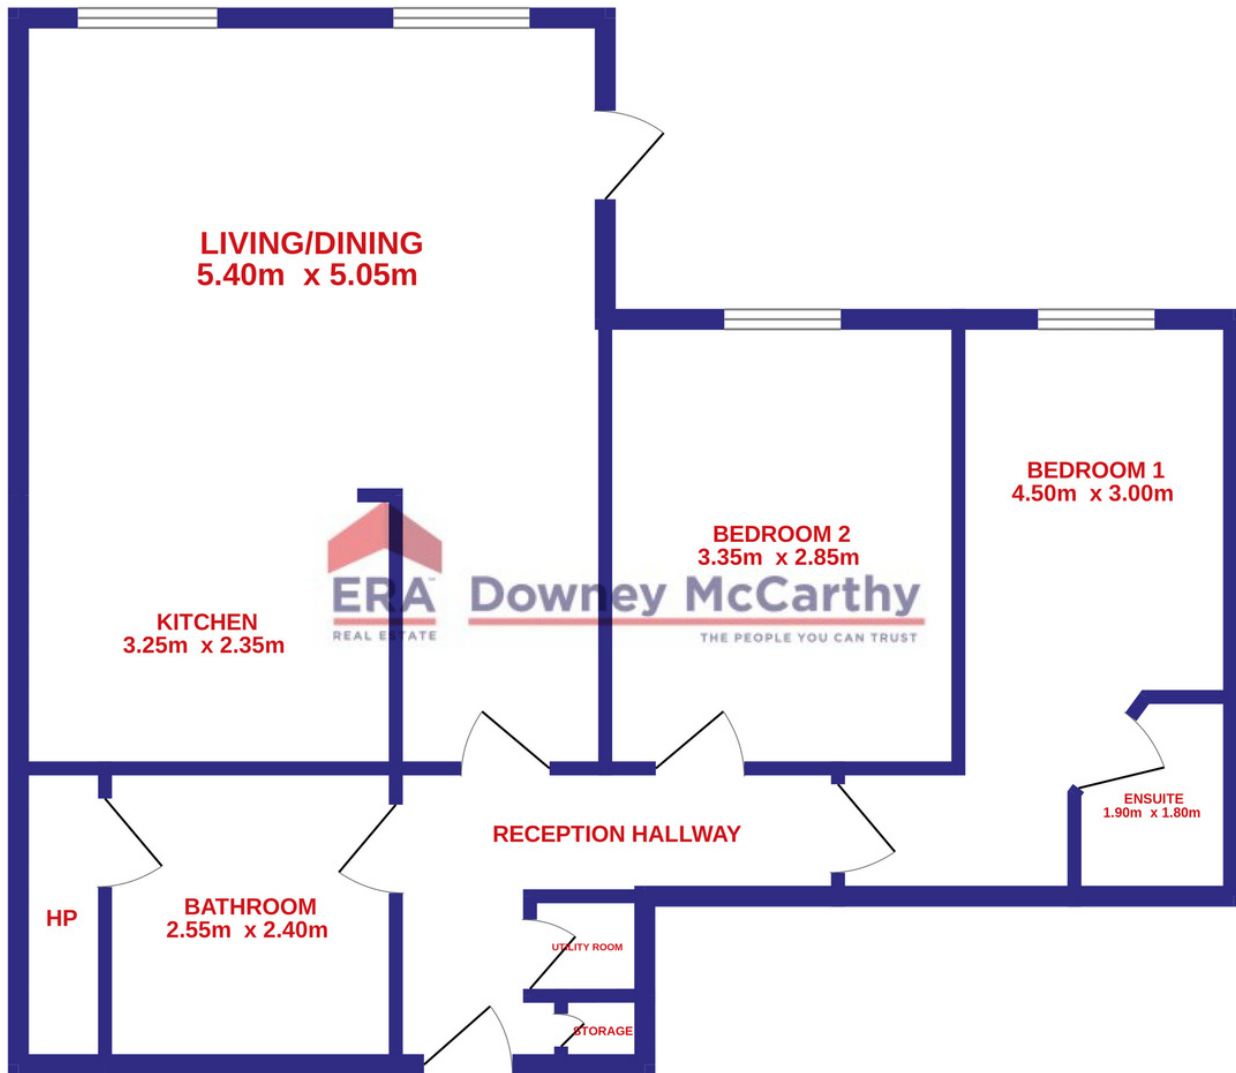 LIVING/DINING
5.40m x 5.05m
BEDROOM 1
4.50m x 3.00m
BEDROOM 2
3.35m x 2.85m
ERA™ Downey McCarthy
REAL ESTATE THE PEOPLE YOU CAN TRUST
KITCHEN
3.25m x 2.35m
ENSUITE
1.90m x 1.80m
RECEPTION HALLWAY
HP
BATHROOM
2.55m x 2.40m
UTILITY ROOM
STORAGE